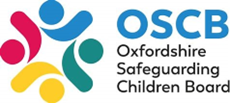 OSCB
Oxfordshire
Safeguarding
Children Board